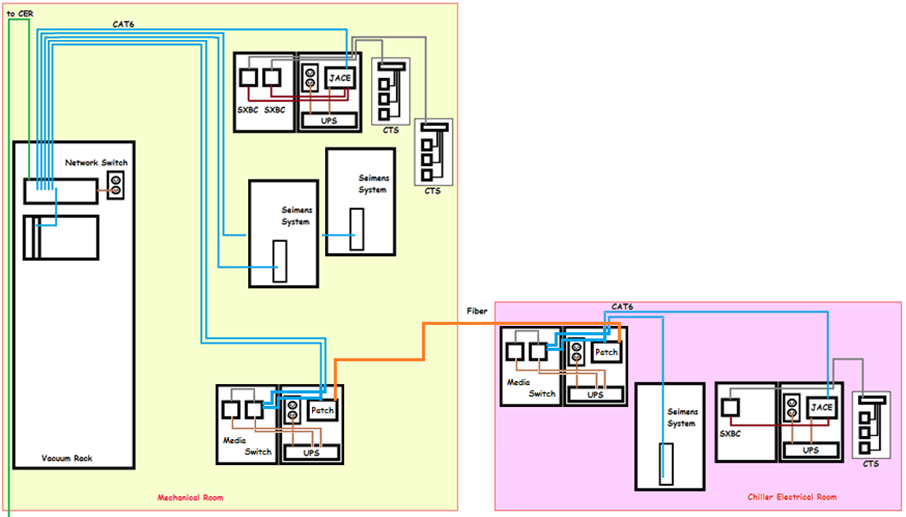 to CER
CAT6
JACE
SXBC SXBC
UPS
CTS
CTS
Network Switch
Seimens
System
Seimens
System
Fiber
CAT6
Patch
Media
Switch
UPS
Patch
Media
Switch
UPS
Seimens
System
JACE
SXBC
UPS
CTS
Vacuum Rack
Mechanical Room
Chiller Electrical Room